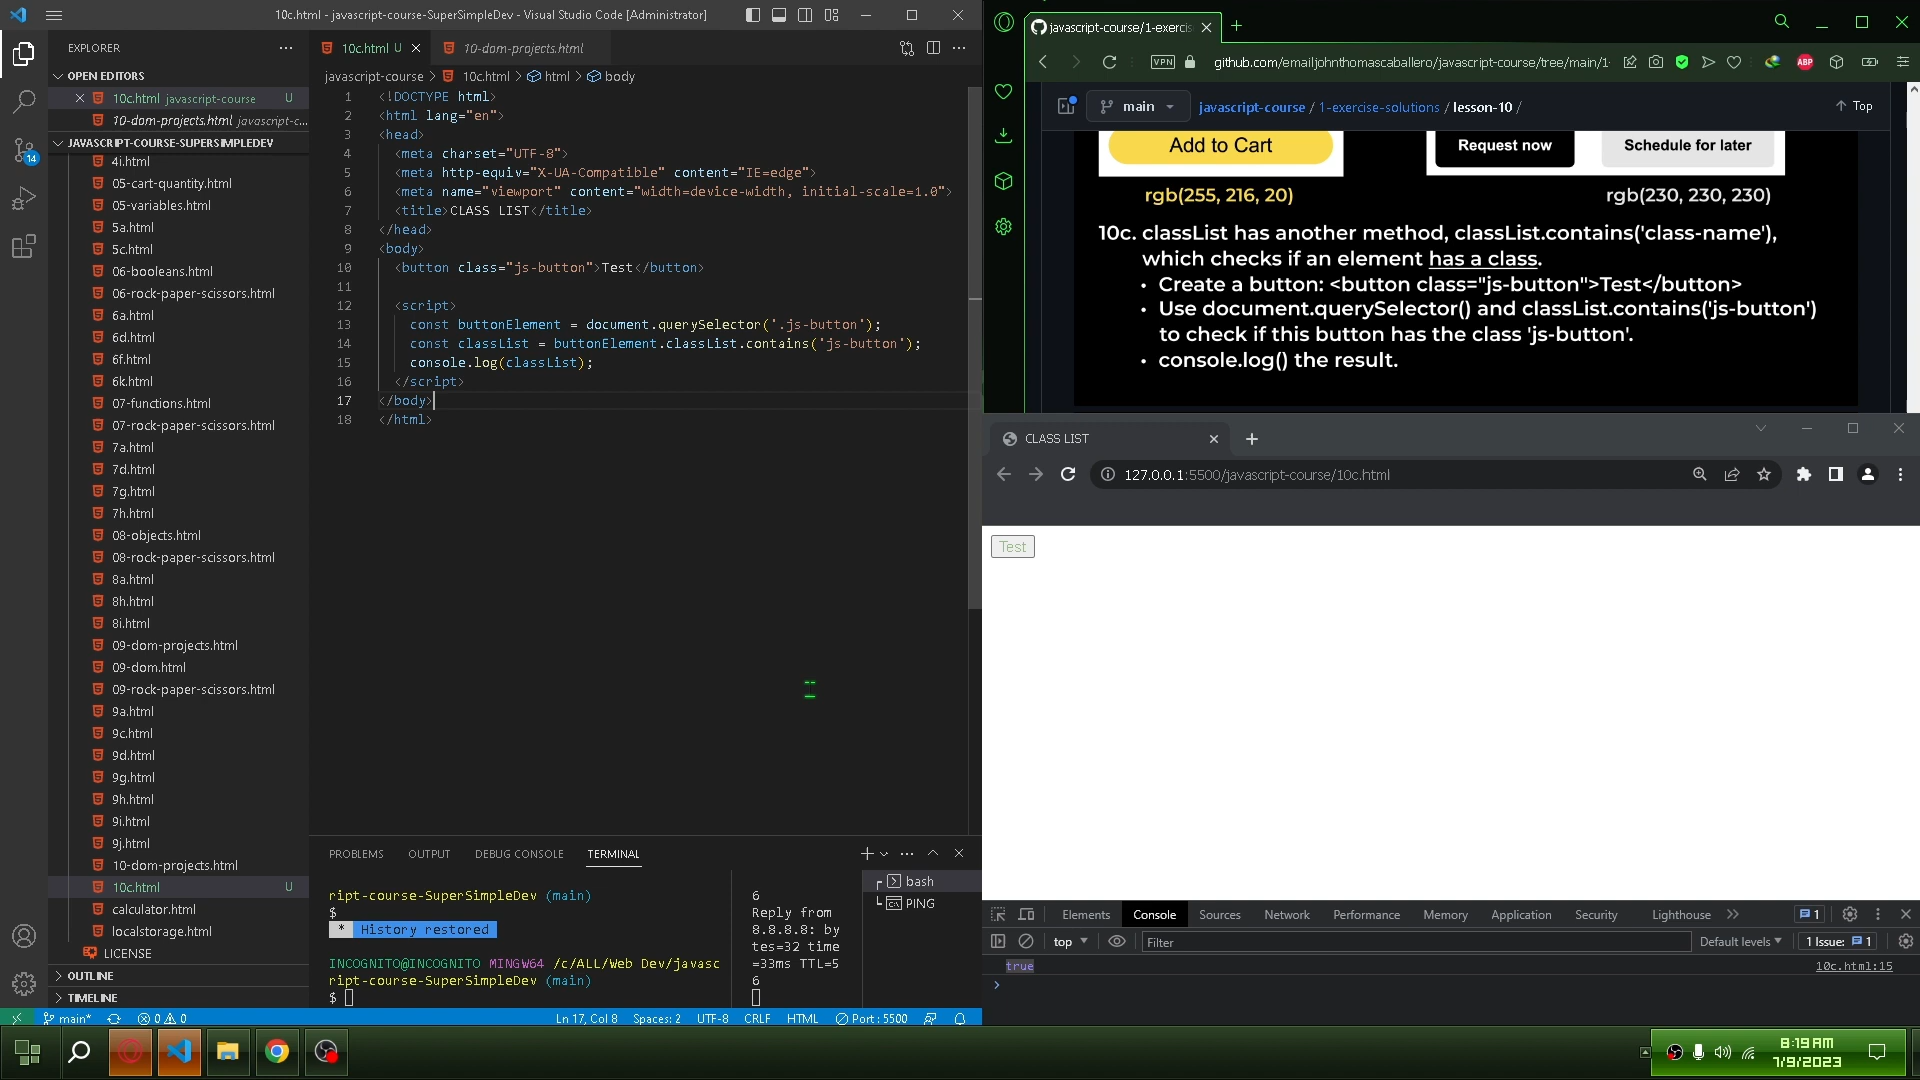 10c.html - javascript-course-SuperSimpleDev - Visual Studio Code [Administrator]
EXPLORER
OPEN EDITORS
10c.html javascript-course U
10-dom-projects.html javascript-c...
JAVASCRIPT-COURSE-SUPERSIMPLEDEV
4i.html
05-cart-quantity.html
05-variables.html
5a.html
5c.html
06-booleans.html
06-rock-paper-scissors.html
6a.html
6d.html
6f.html
6k.html
07-functions.html
07-rock-paper-scissors.html
7a.html
7d.html
7g.html
7h.html
08-objects.html
08-rock-paper-scissors.html
8a.html
8h.html
8i.html
09-dom-projects.html
09-dom.html
09-rock-paper-scissors.html
9a.html
9c.html
9d.html
9g.html
9h.html
9i.html
9j.html
10-dom-projects.html
10c.html U
calculator.html
localstorage.html
LICENSE
OUTLINE
TIMELINE
14
10c.html U
10-dom-projects.html
javascript-course > 10c.html > html > body
1 <!DOCTYPE html>
2 <html lang="en">
3 <head>
4 <meta charset="UTF-8">
5 <meta http-equiv="X-UA-Compatible" content="IE=edge">
6 <meta name="viewport" content="width=device-width, initial-scale=1.0">
7 <title>CLASS LIST</title>
8 </head>
9 <body>
10 <button class="js-button">Test</button>
11
12 <script>
13 const buttonElement = document.querySelector('.js-button');
14 const classList = buttonElement.classList.contains('js-button');
15 console.log(classList);
16 </script>
17 </body>
18 </html>
PROBLEMS OUTPUT DEBUG CONSOLE TERMINAL
ript-course-SuperSimpleDev (main)
$
* History restored
INCOGNITO@INCOGNITO MINGW64 /c/ALL/Web Dev/javasc
ript-course-SuperSimpleDev (main)
$
6
Reply from
8.8.8.8: by
tes=32 time
=33ms TTL=5
6
bash
PING
main* 0 0 Ln 17, Col 8 Spaces: 2 UTF-8 CRLF HTML Port : 5500
javascript-course/1-exercis
VPN github.com/emailjohnthomascaballero/javascript-course/tree/main/1- ABP
main javascript-course / 1-exercise-solutions / lesson-10 / Top
Add to Cart Request now Schedule for later
rgb(255, 216, 20) rgb(230, 230, 230)
10c. classList has another method, classList.contains('class-name'),
which checks if an element has a class.
• Create a button: <button class="js-button">Test</button>
• Use document.querySelector() and classList.contains('js-button')
to check if this button has the class 'js-button'.
• console.log() the result.
CLASS LIST
127.0.0.1:5500/javascript-course/10c.html
Test
Elements Console Sources Network Performance Memory Application Security Lighthouse 1
top Filter Default levels 1 Issue: 1
true 10c.html:15
8:19 AM
7/9/2023